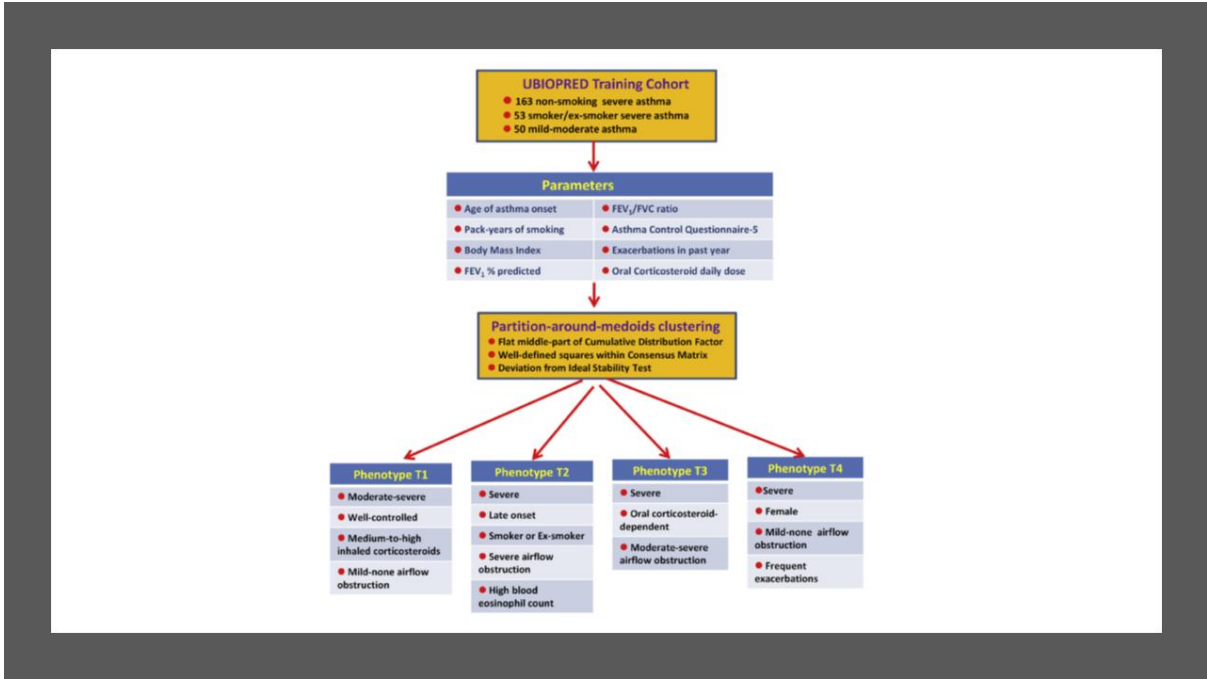 UBIOPRED Training Cohort
● 163 non-smoking severe asthma
● 53 smoker/ex-smoker severe asthma
● 50 mild-moderate asthma
Parameters
● Age of asthma onset
● FEV₁/FVC ratio
● Pack-years of smoking
● Asthma Control Questionnaire-5
● Body Mass Index
● Exacerbations in past year
● FEV₁ % predicted
● Oral Corticosteroid daily dose
Partition-around-medoids clustering
● Flat middle-part of Cumulative Distribution Factor
● Well-defined squares within Consensus Matrix
● Deviation from Ideal Stability Test
Phenotype T1
● Moderate-severe
● Well-controlled
● Medium-to-high
inhaled corticosteroids
● Mild-none airflow
obstruction
Phenotype T2
● Severe
● Late onset
● Smoker or Ex-smoker
● Severe airflow
obstruction
● High blood
eosinophil count
Phenotype T3
● Severe
● Oral corticosteroid-
dependent
● Moderate-severe
airflow obstruction
Phenotype T4
●Severe
● Female
● Mild-none airflow
obstruction
● Frequent
exacerbations